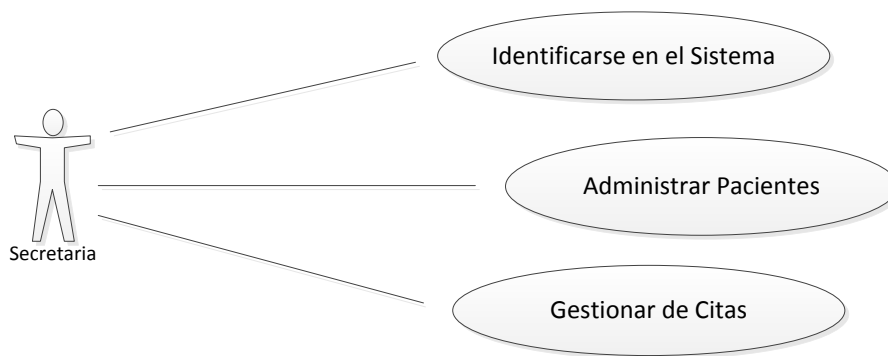 Identificarse en el Sistema
Administrar Pacientes
Secretaria
Gestionar de Citas